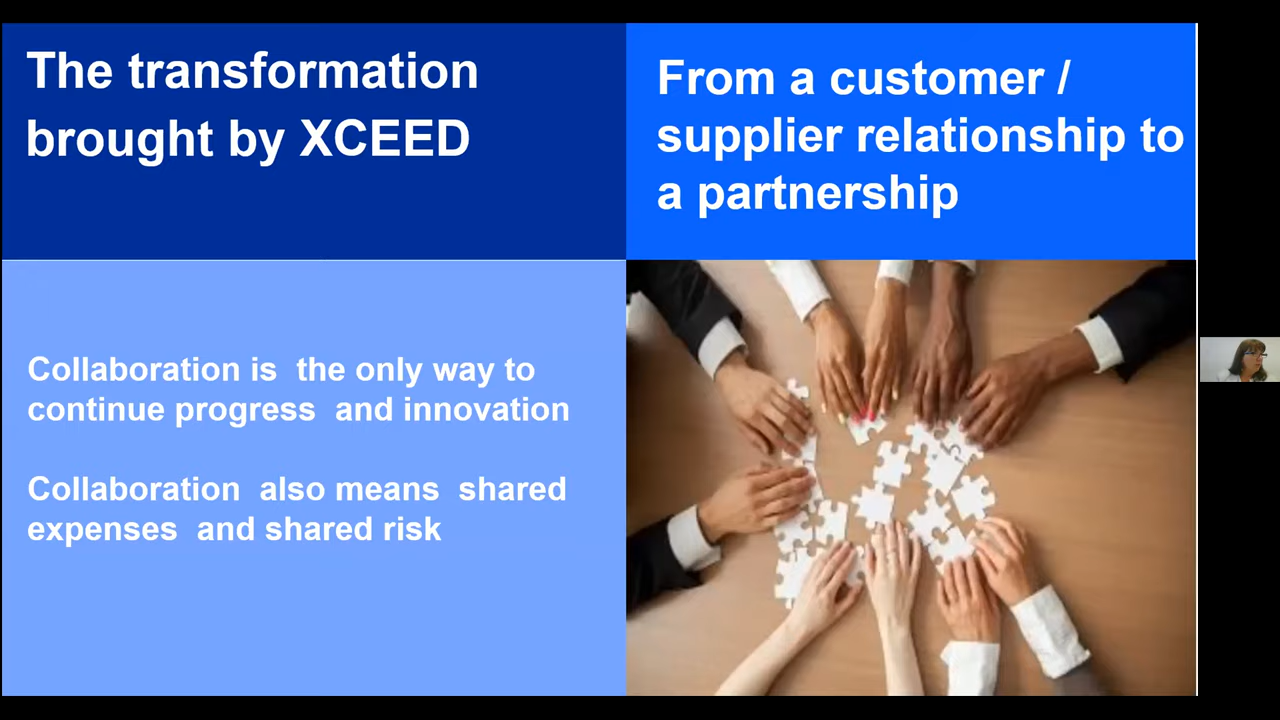 The transformation
brought by XCEED
From a customer /
supplier relationship to
a partnership
Collaboration is  the only way to
continue progress  and innovation
Collaboration  also means  shared
expenses  and shared risk